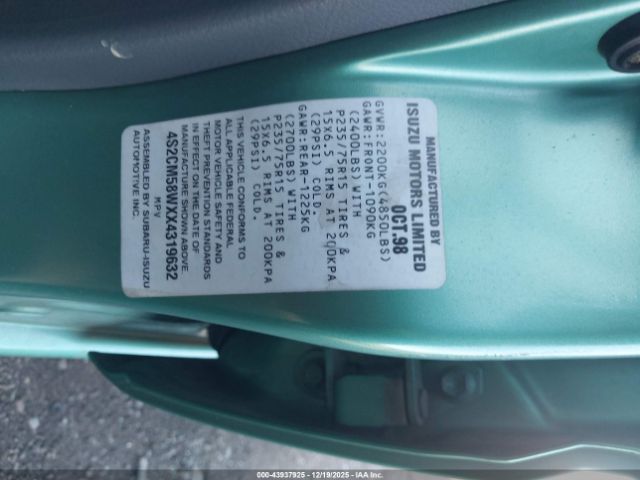 MANUFACTURED BY
ISUZU MOTORS LIMITED
OCT.98
GVWR:2200KG(4850LBS)
GAWR:FRONT-1090KG
(2400LBS)WITH
P235/75R15 TIRES &
15X6.5 RIMS AT 200KPA
(29PSI) COLD.
GAWR:REAR-1225KG
(2700LBS) WITH
P235/75R15 TIRES &
15X6.5 RIMS AT 200KPA
(29PSI) COLD.
THIS VEHICLE CONFORMS TO
ALL APPLICABLE FEDERAL
MOTOR VEHICLE SAFETY AND
THEFT PREVENTION STANDARDS
IN EFFECT ON THE DATE OF
MANUFACTURE SHOWN ABOVE.
4S2CM58WXX4319632
MPV
ASSEMBLED BY SUBARU-ISUZU
AUTOMOTIVE INC.
000-43937925 - 12/19/2025 - IAAI.COM